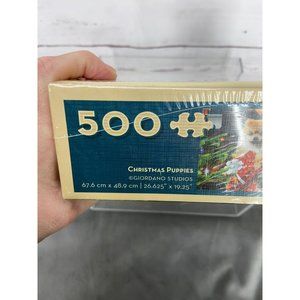 500
CHRISTMAS PUPPIES
©GIORDANO STUDIOS
67.6 cm x 48.9 cm | 26.625" x 19.25"